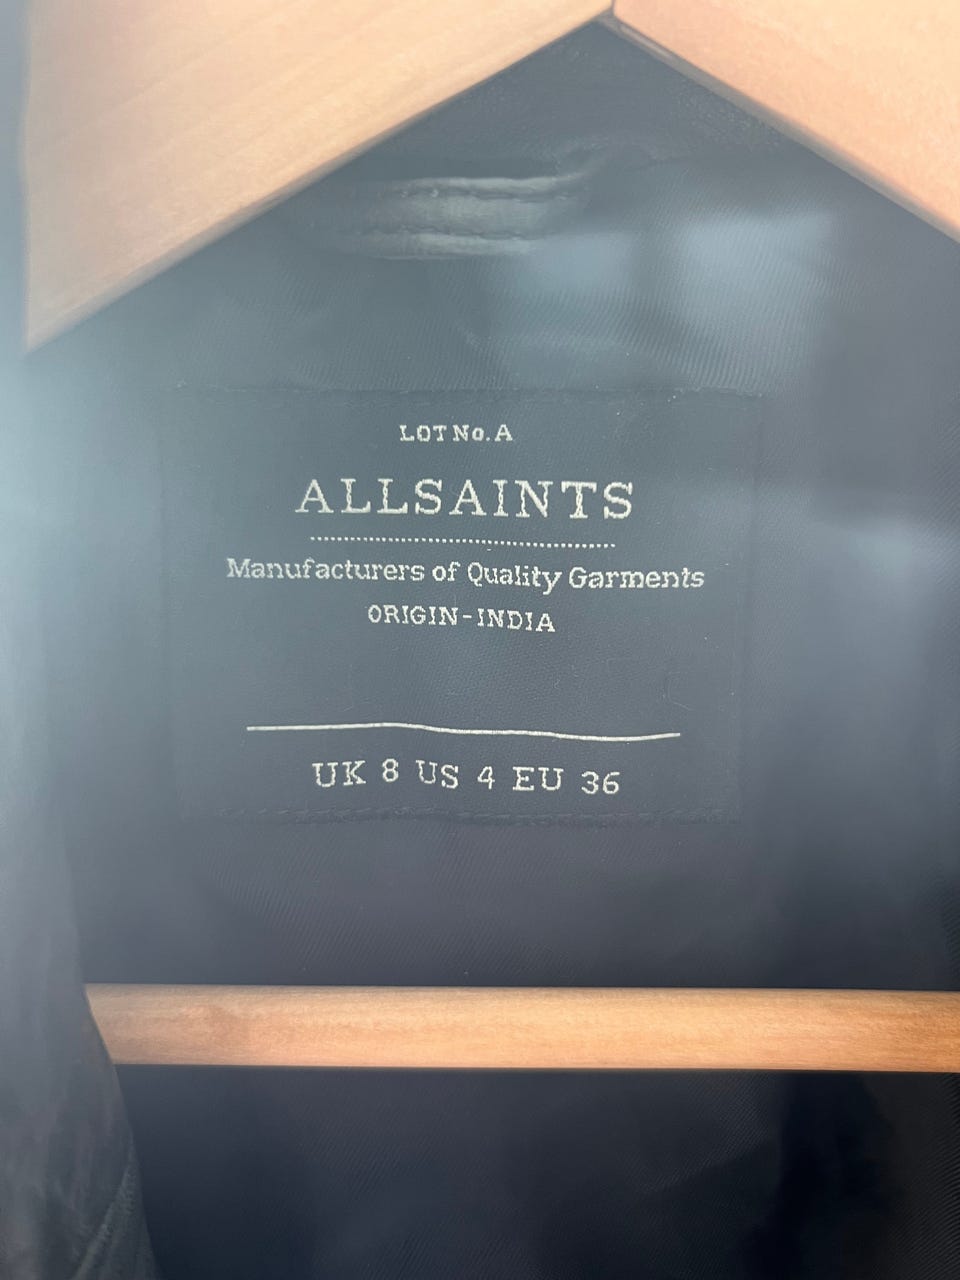 LOT No. A
ALLSAINTS
Manufacturers of Quality Garments
ORIGIN-INDIA
UK 8 US 4 EU 36